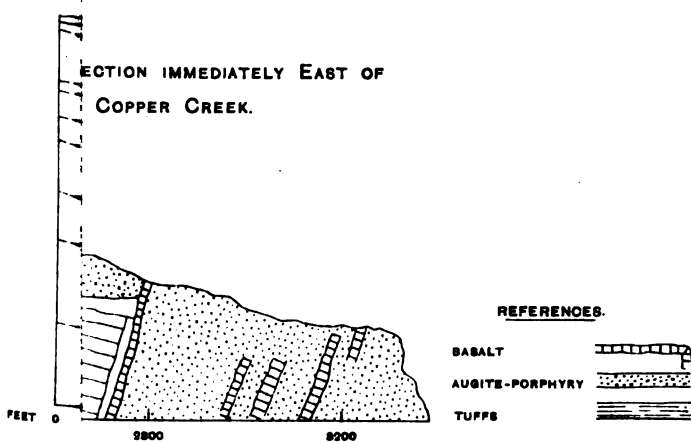 ECTION IMMEDIATELY EAST OF
COPPER CREEK.
REFERENCES.
BASALT
AUGITE-PORPHYRY
TUFFS
FEET 0
2800 3200